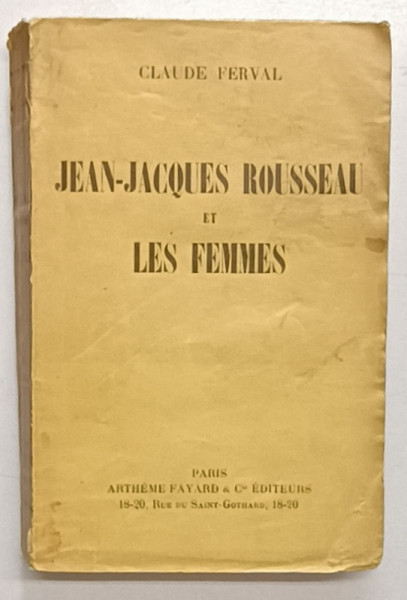 CLAUDE FERVAL
JEAN-JACQUES ROUSSEAU
ET
LES FEMMES
PARIS
ARTHÈME FAYARD & Cie ÉDITEURS
18-20, RUE DU SAINT-GOTHARD, 18-20